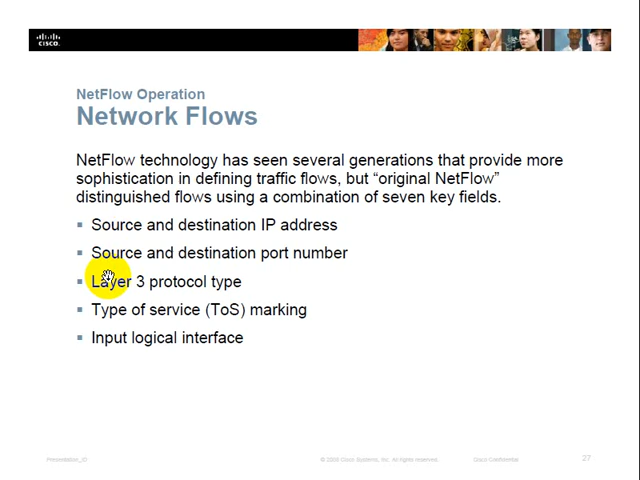 CISCO
NetFlow Operation
Network Flows
NetFlow technology has seen several generations that provide more
sophistication in defining traffic flows, but “original NetFlow”
distinguished flows using a combination of seven key fields.
Source and destination IP address
Source and destination port number
Layer 3 protocol type
Type of service (ToS) marking
Input logical interface
Presentation_ID
© 2008 Cisco Systems, Inc. All rights reserved.
Cisco Confidential
27